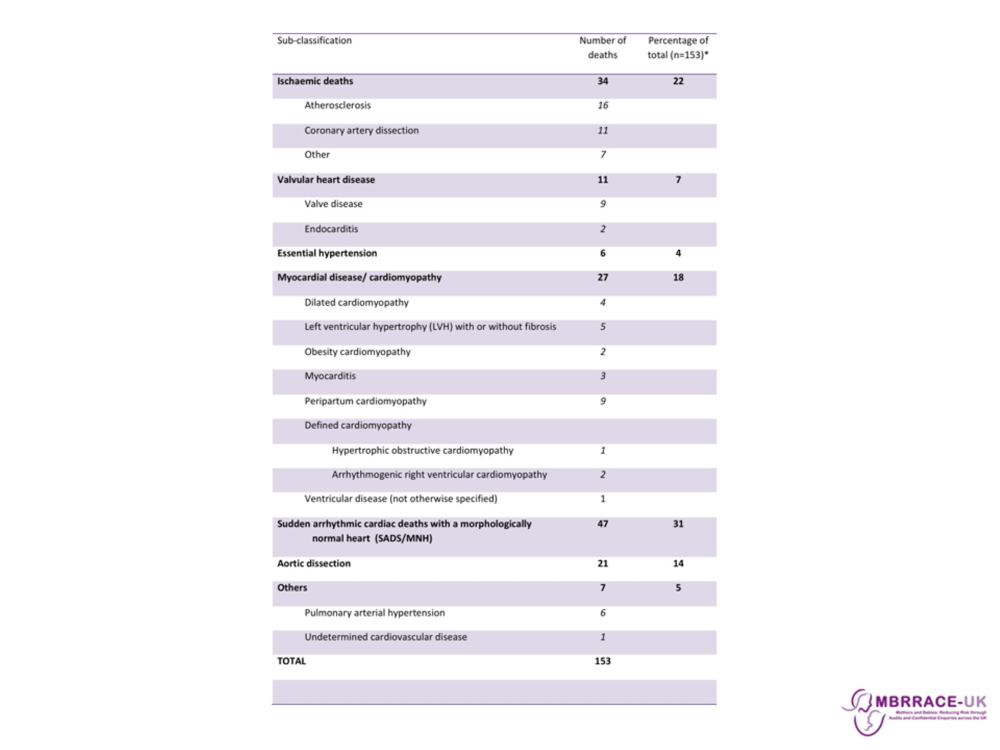 Sub-classification Number of Percentage of
deaths total (n=153)*
Ischaemic deaths 34 22
Atherosclerosis 16
Coronary artery dissection 11
Other 7
Valvular heart disease 11 7
Valve disease 9
Endocarditis 2
Essential hypertension 6 4
Myocardial disease/ cardiomyopathy 27 18
Dilated cardiomyopathy 4
Left ventricular hypertrophy (LVH) with or without fibrosis 5
Obesity cardiomyopathy 2
Myocarditis 3
Peripartum cardiomyopathy 9
Defined cardiomyopathy
Hypertrophic obstructive cardiomyopathy 1
Arrhythmogenic right ventricular cardiomyopathy 2
Ventricular disease (not otherwise specified) 1
Sudden arrhythmic cardiac deaths with a morphologically 47 31
normal heart (SADS/MNH)
Aortic dissection 21 14
Others 7 5
Pulmonary arterial hypertension 6
Undetermined cardiovascular disease 1
TOTAL 153
MBRRACE-UK
Mothers and Babies: Reducing Risk through
Audits and Confidential Enquiries across the UK